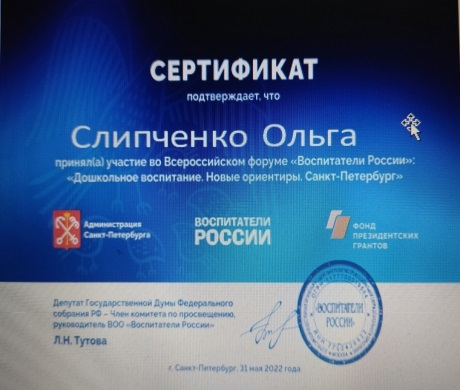 СЕРТИФИКАТ
подтверждает, что
Слипченко Ольга
принял(а) участие во Всероссийском форуме «Воспитатели России»:
«Дошкольное воспитание. Новые ориентиры. Санкт-Петербург»
Администрация
Санкт-Петербурга
ВОСПИТАТЕЛИ
РОССИИ
ФОНД
ПРЕЗИДЕНТСКИХ
ГРАНТОВ
Депутат Государственной Думы Федерального
собрания РФ – Член комитета по просвещению,
руководитель ВОО «Воспитатели России»
Л.Н. Тутова
«ВОСПИТАТЕЛИ
РОССИИ»
г. Санкт-Петербург, 31 мая 2022 года